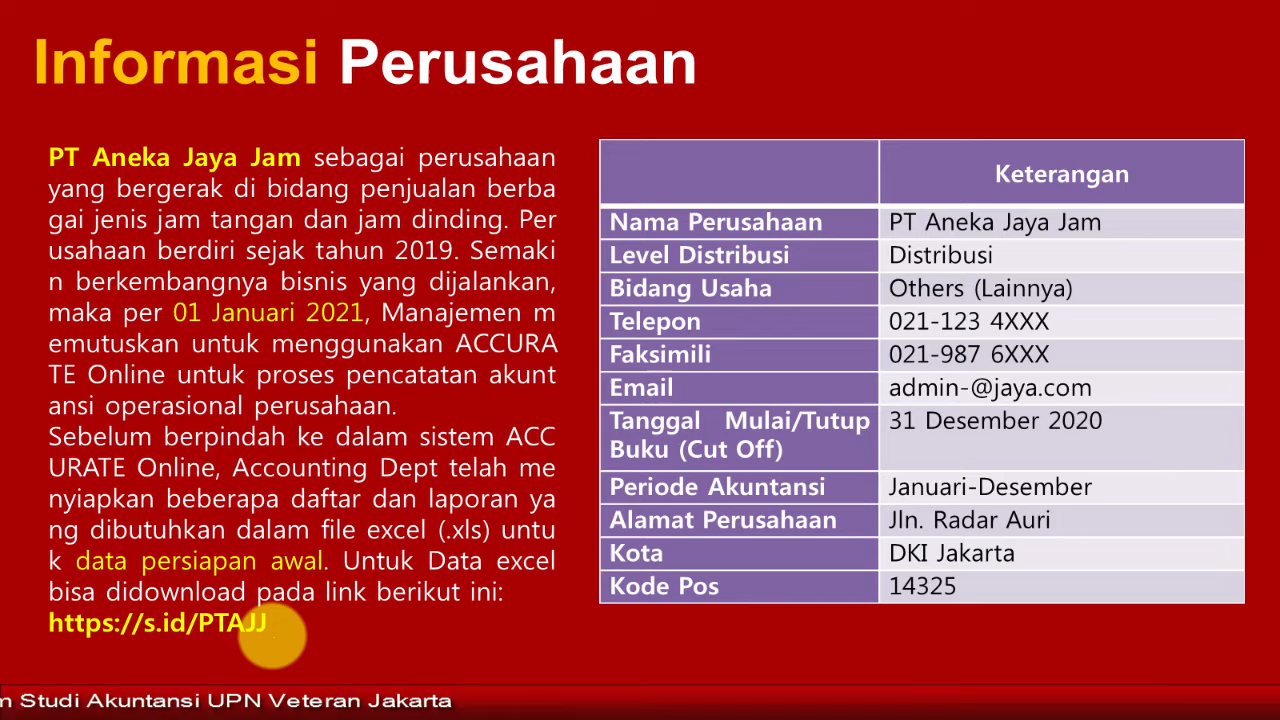 Informasi Perusahaan
PT Aneka Jaya Jam sebagai perusahaan
yang bergerak di bidang penjualan berba
gai jenis jam tangan dan jam dinding. Per
usahaan berdiri sejak tahun 2019. Semaki
n berkembangnya bisnis yang dijalankan,
maka per 01 Januari 2021, Manajemen m
emutuskan untuk menggunakan ACCURA
TE Online untuk proses pencatatan akunt
ansi operasional perusahaan.
Sebelum berpindah ke dalam sistem ACC
URATE Online, Accounting Dept telah me
nyiapkan beberapa daftar dan laporan ya
ng dibutuhkan dalam file excel (.xls) untu
k data persiapan awal. Untuk Data excel
bisa didownload pada link berikut ini:
https://s.id/PTAJJ
Keterangan
Nama Perusahaan PT Aneka Jaya Jam
Level Distribusi Distribusi
Bidang Usaha Others (Lainnya)
Telepon 021-123 4XXX
Faksimili 021-987 6XXX
Email admin-@jaya.com
Tanggal Mulai/Tutup 31 Desember 2020
Buku (Cut Off)
Periode Akuntansi Januari-Desember
Alamat Perusahaan Jln. Radar Auri
Kota DKI Jakarta
Kode Pos 14325
m Studi Akuntansi UPN Veteran Jakarta